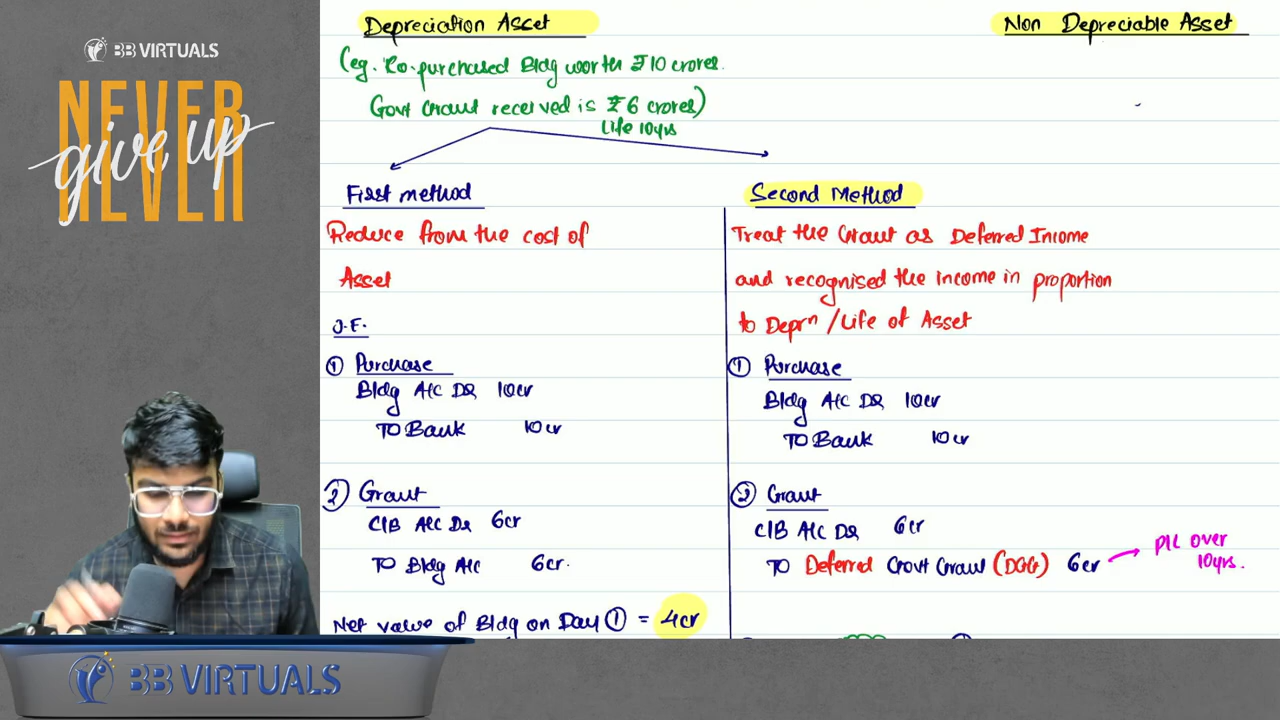 BB VIRTUALS
NEVER
give up
NEVER
Depreciation Asset
Non Depreciable Asset
(eg. Co. purchased Bldg worth ₹10 crores.
Govt Grant received is ₹6 crores)
Life 10yrs
First method
Reduce from the cost of
Asset
J.E.
① Purchase
Bldg A/C DR 10cr
TO Bank 10cr
② Grant
C/B A/C DR 6cr
TO Bldg A/C 6cr.
Net value of Bldg on Day ① = 4cr
Second Method
Treat the Grant as Deferred Income
and recognised the income in proportion
to Deprn /Life of Asset
① Purchase
Bldg A/C DR 10cr
TO Bank 10cr
② Grant
C/B A/C DR 6cr
TO Deferred Govt Grant (DGG) 6cr
P/L over
10yrs.
BB VIRTUALS